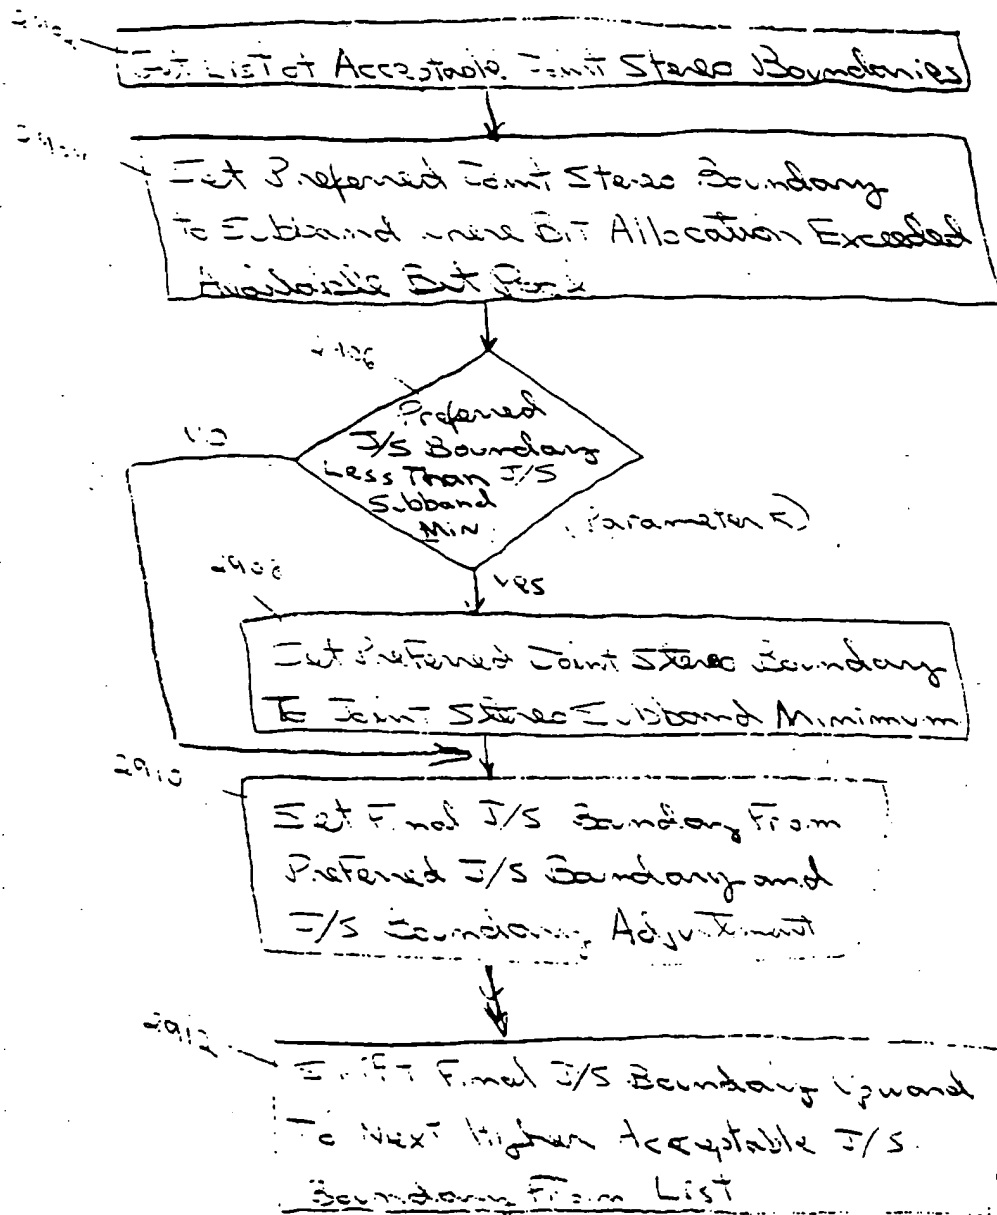 List of Acceptable Joint Stereo Boundaries
Set Preferred Joint Stereo Boundary
To Subband where Bit Allocation Exceeded
Available Bit Pool
2906
Preferred
J/S Boundary
Less Than J/S
Subband
Min
NO
(Parameter K)
2908
Yes
Set Preferred Joint Stereo Boundary
To Joint Stereo Subband Minimum
2910
Set Final J/S Boundary From
Preferred J/S Boundary and
J/S Boundary Adjustment
2912
Shift Final J/S Boundary Upward
To Next Higher Acceptable J/S
Boundary From List